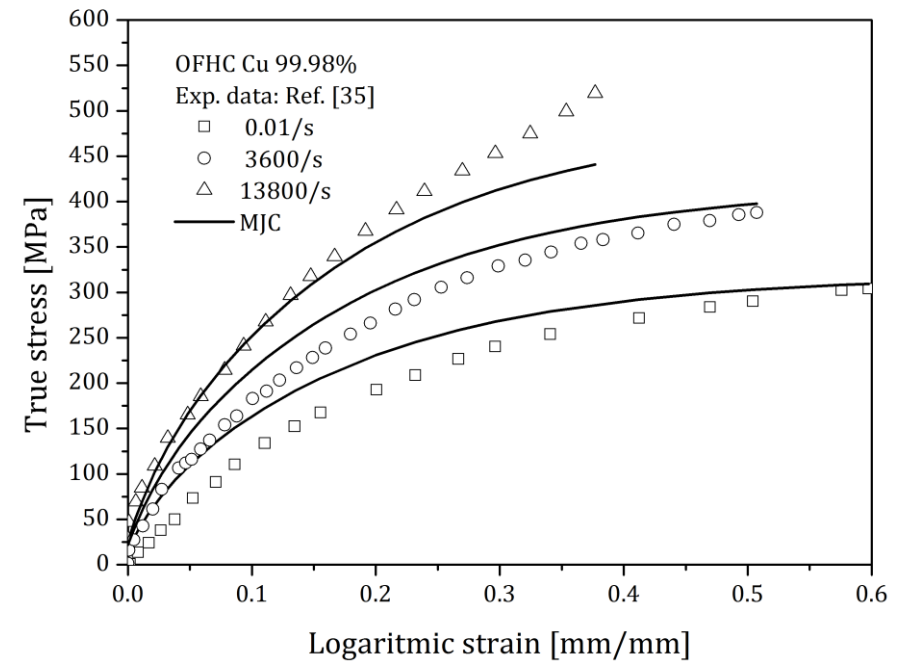 600
550
500
450
400
350
300
250
200
150
100
50
0
True stress [MPa]
OFHC Cu 99.98%
Exp. data: Ref. [35]
0.01/s
3600/s
13800/s
MJC
0.0 0.1 0.2 0.3 0.4 0.5 0.6
Logaritmic strain [mm/mm]